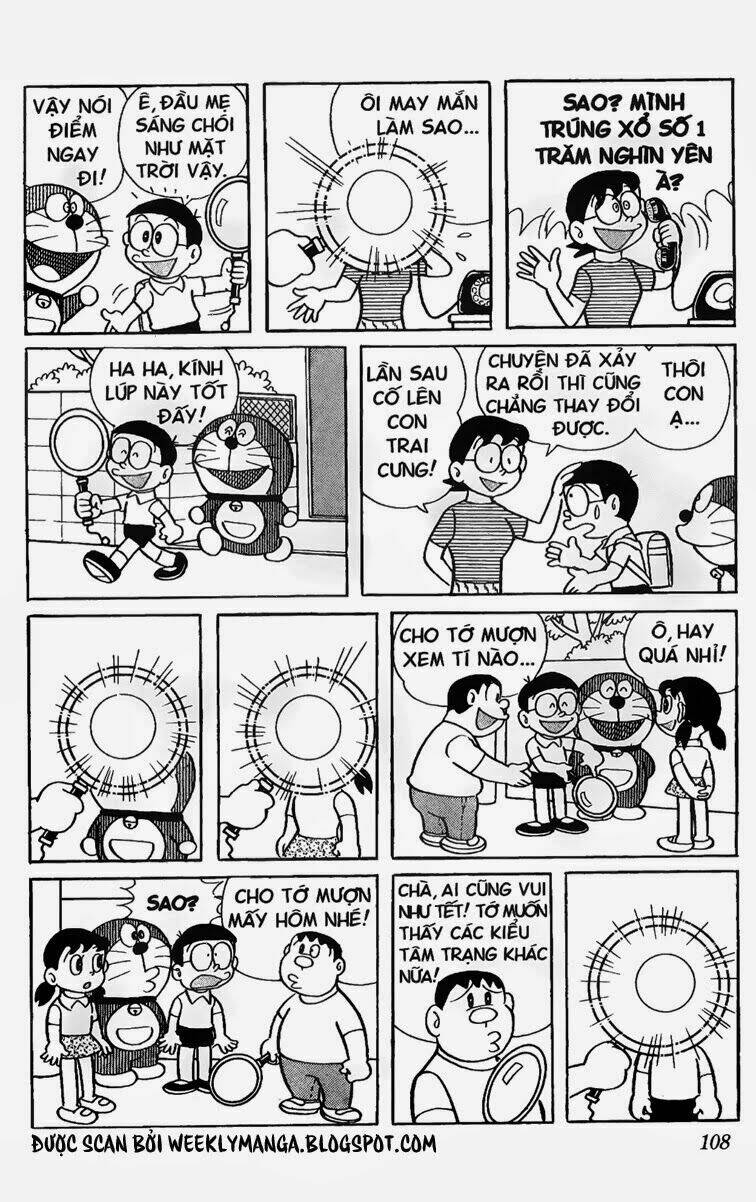 SAO? MÌNH
TRÚNG XỔ SỐ 1
TRĂM NGHÌN YÊN
À?
ÔI MAY MẮN
LÀM SAO...
Ê, ĐẦU MẸ
SÁNG CHÓI
NHƯ MẶT
TRỜI VẬY.
VẬY NÓI
ĐIỂM
NGAY
ĐI!
THÔI
CON
Ạ...
CHUYỆN ĐÃ XẢY
RA RỒI THÌ CŨNG
CHẲNG THAY ĐỔI
ĐƯỢC.
LẦN SAU
CỐ LÊN
CON
TRAI
CƯNG!
HA HA, KÍNH
LÚP NÀY TỐT
ĐẤY!
Ô, HAY
QUÁ NHỈ!
CHO TỚ MƯỢN
XEM TÍ NÀO...
CHÀ, AI CŨNG VUI
NHƯ TẾT! TỚ MUỐN
THẤY CÁC KIỂU
TÂM TRẠNG KHÁC
NỮA!
CHO TỚ MƯỢN
MẤY HÔM NHÉ!
SAO?
ĐƯỢC SCAN BỞI WEEKLYMANGA.BLOGSPOT.COM
108